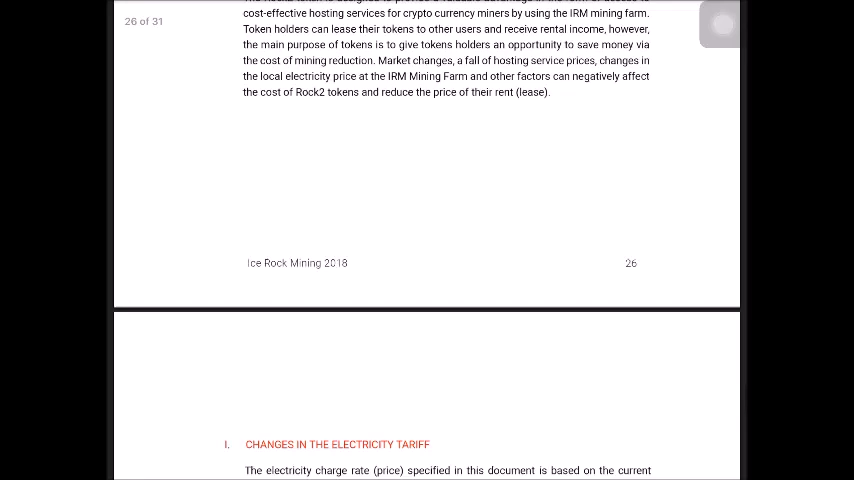 26 of 31
cost-effective hosting services for crypto currency miners by using the IRM mining farm.
Token holders can lease their tokens to other users and receive rental income, however,
the main purpose of tokens is to give tokens holders an opportunity to save money via
the cost of mining reduction. Market changes, a fall of hosting service prices, changes in
the local electricity price at the IRM Mining Farm and other factors can negatively affect
the cost of Rock2 tokens and reduce the price of their rent (lease).
Ice Rock Mining 2018
26
I. CHANGES IN THE ELECTRICITY TARIFF
The electricity charge rate (price) specified in this document is based on the current